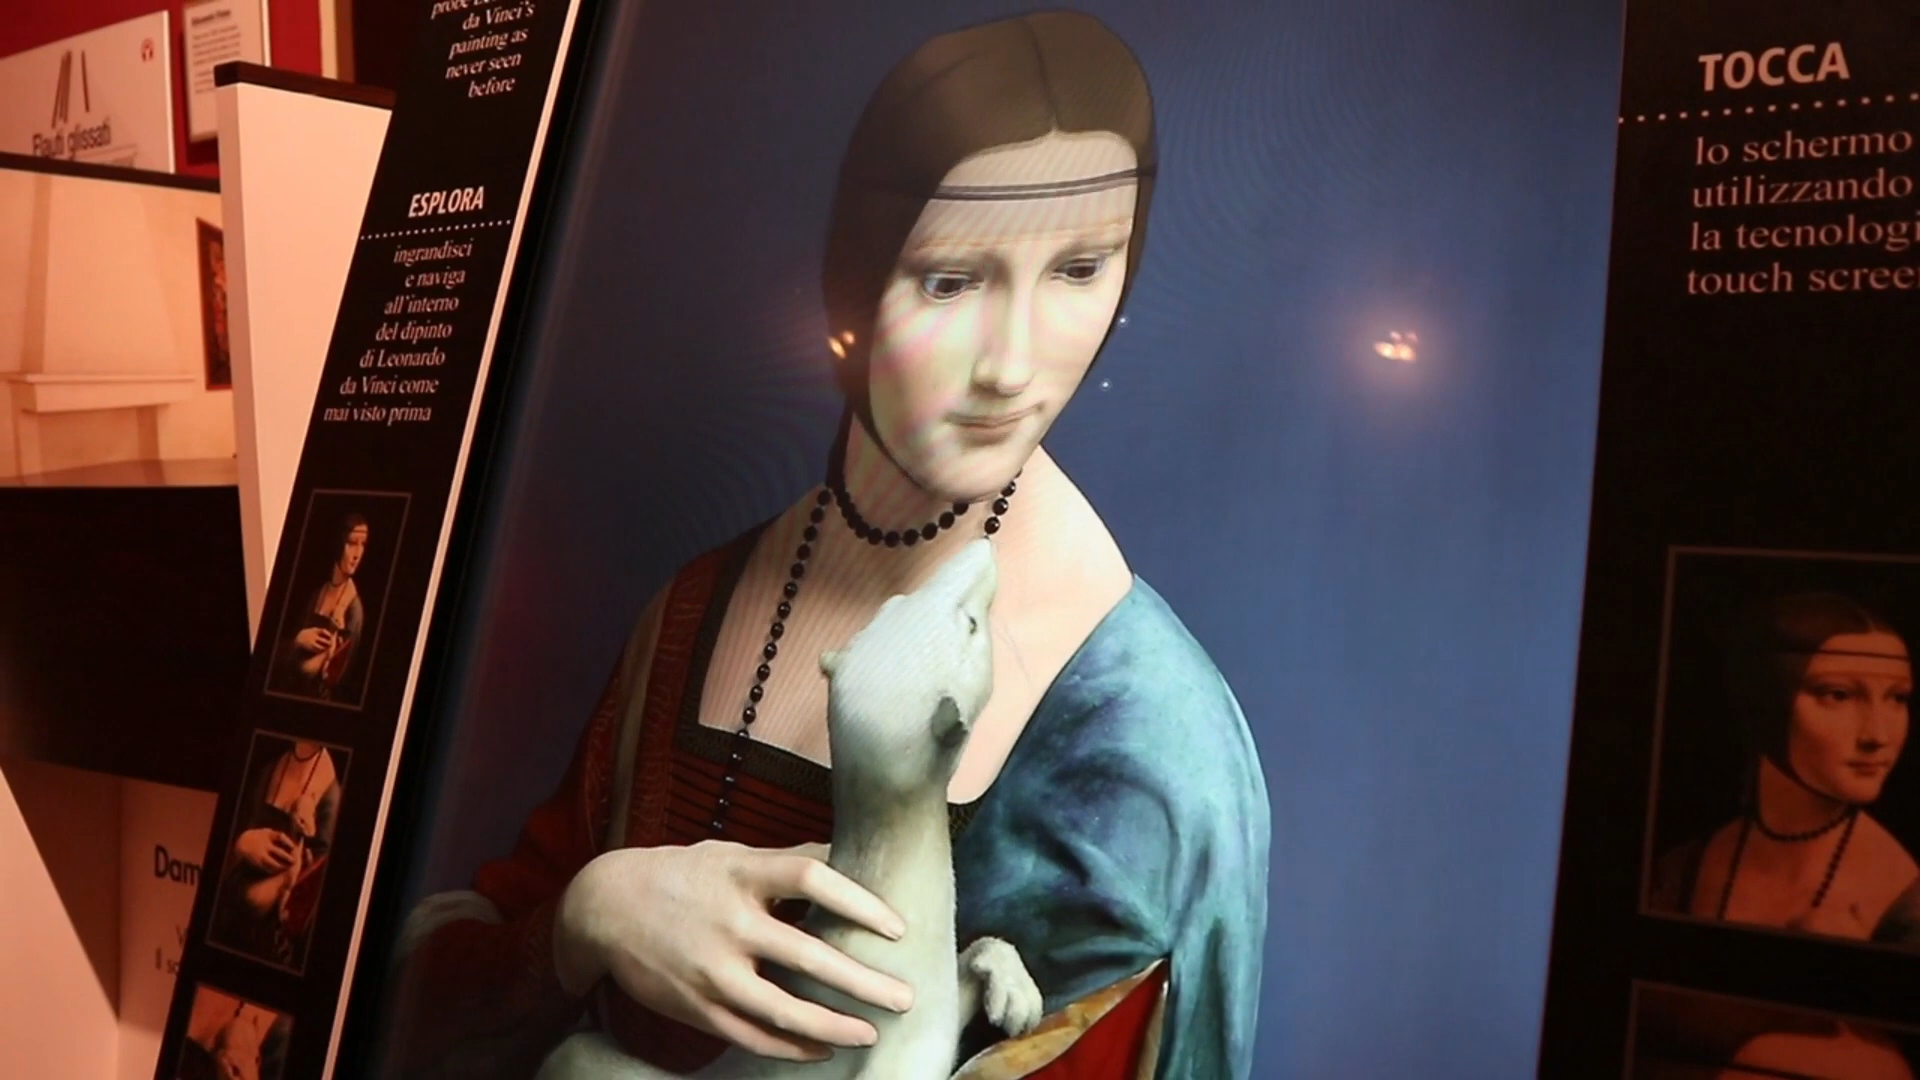 Flauti glissati
da Vinci's
painting as
never seen
before
ESPLORA
ingrandisci
e naviga
all'interno
del dipinto
di Leonardo
da Vinci come
mai visto prima
Dam
TOCCA
lo schermo
utilizzando
la tecnologi
touch scree